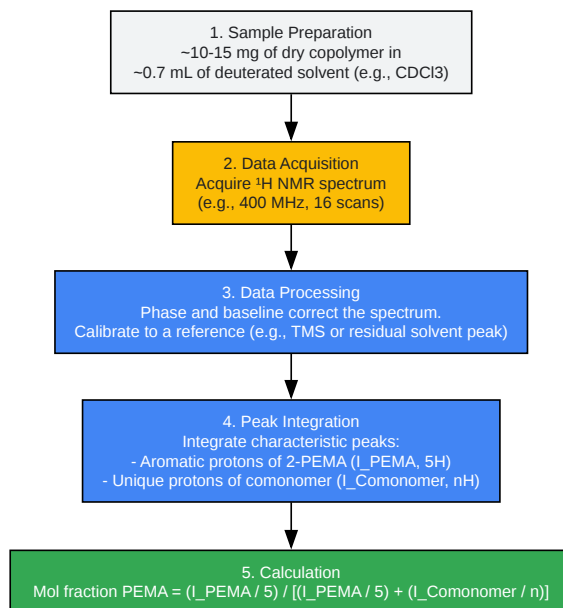 1. Sample Preparation
~10-15 mg of dry copolymer in
~0.7 mL of deuterated solvent (e.g., CDCl3)
2. Data Acquisition
Acquire ¹H NMR spectrum
(e.g., 400 MHz, 16 scans)
3. Data Processing
Phase and baseline correct the spectrum.
Calibrate to a reference (e.g., TMS or residual solvent peak)
4. Peak Integration
Integrate characteristic peaks:
- Aromatic protons of 2-PEMA (I_PEMA, 5H)
- Unique protons of comonomer (I_Comonomer, nH)
5. Calculation
Mol fraction PEMA = (I_PEMA / 5) / [(I_PEMA / 5) + (I_Comonomer / n)]